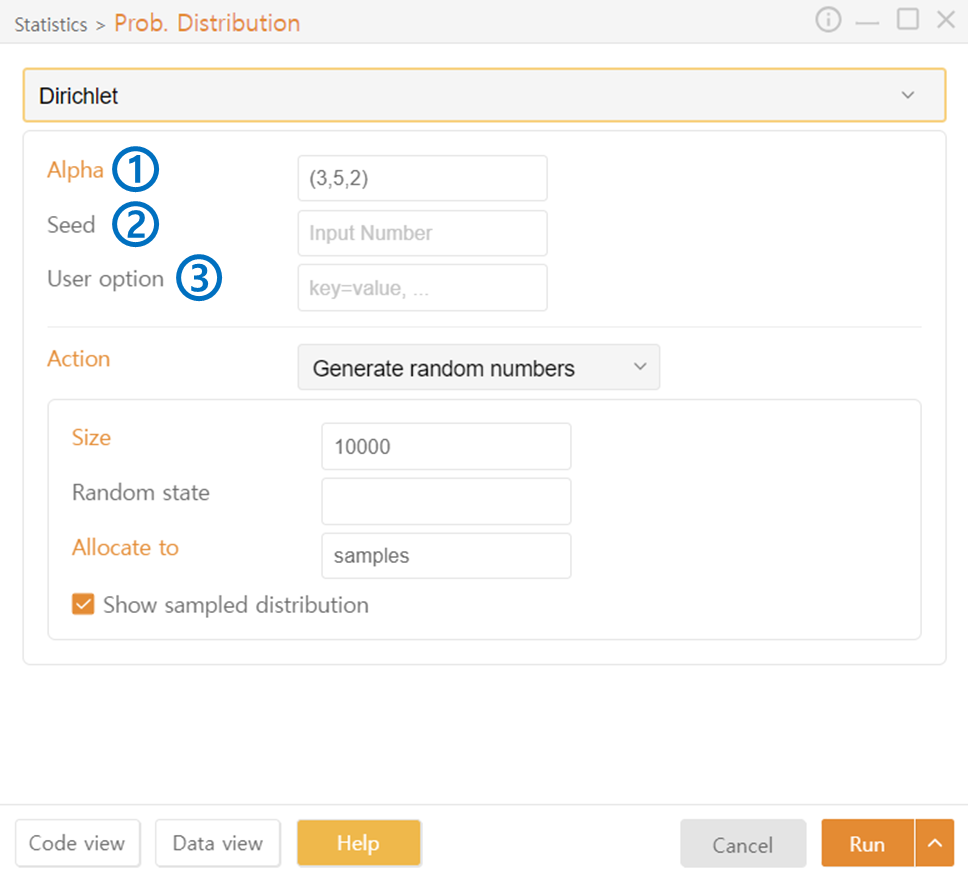 Statistics > Prob. Distribution
Dirichlet
Alpha ① (3,5,2)
Seed ② Input Number
User option ③ key=value, ...
Action Generate random numbers
Size 10000
Random state
Allocate to samples
Show sampled distribution
Code view Data view Help Cancel Run